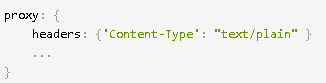 proxy: {
headers: {'Content-Type': "text/plain" }
...
}